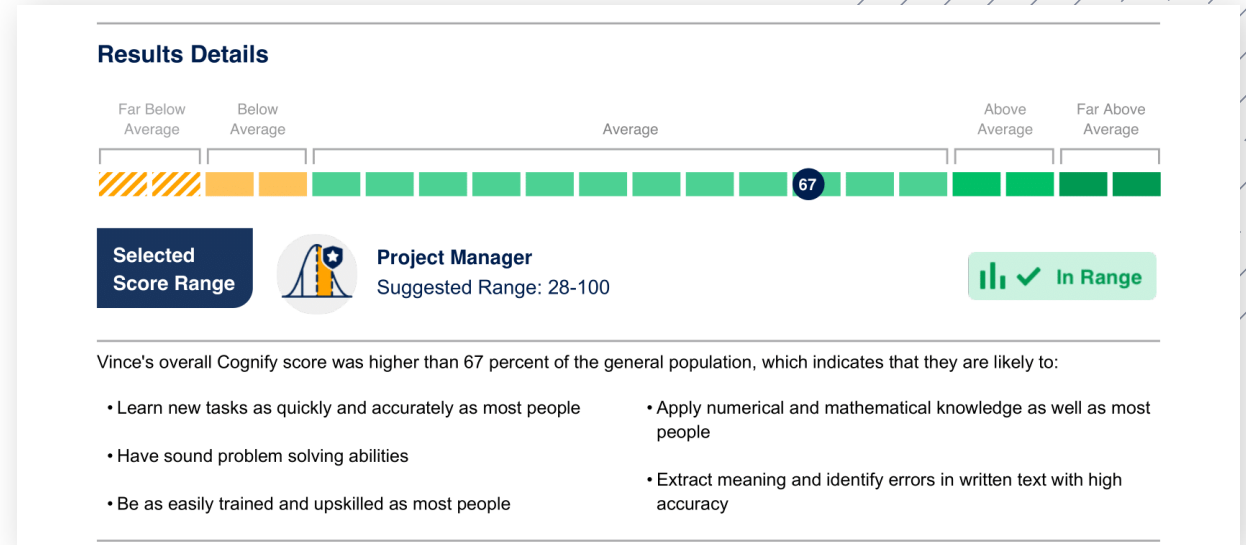 Results Details
Far Below
Average
Below
Average
Average
Above
Average
Far Above
Average
67
Selected
Score Range
Project Manager
Suggested Range: 28-100
In Range
Vince's overall Cognify score was higher than 67 percent of the general population, which indicates that they are likely to:
• Learn new tasks as quickly and accurately as most people
• Have sound problem solving abilities
• Be as easily trained and upskilled as most people
• Apply numerical and mathematical knowledge as well as most
people
• Extract meaning and identify errors in written text with high
accuracy